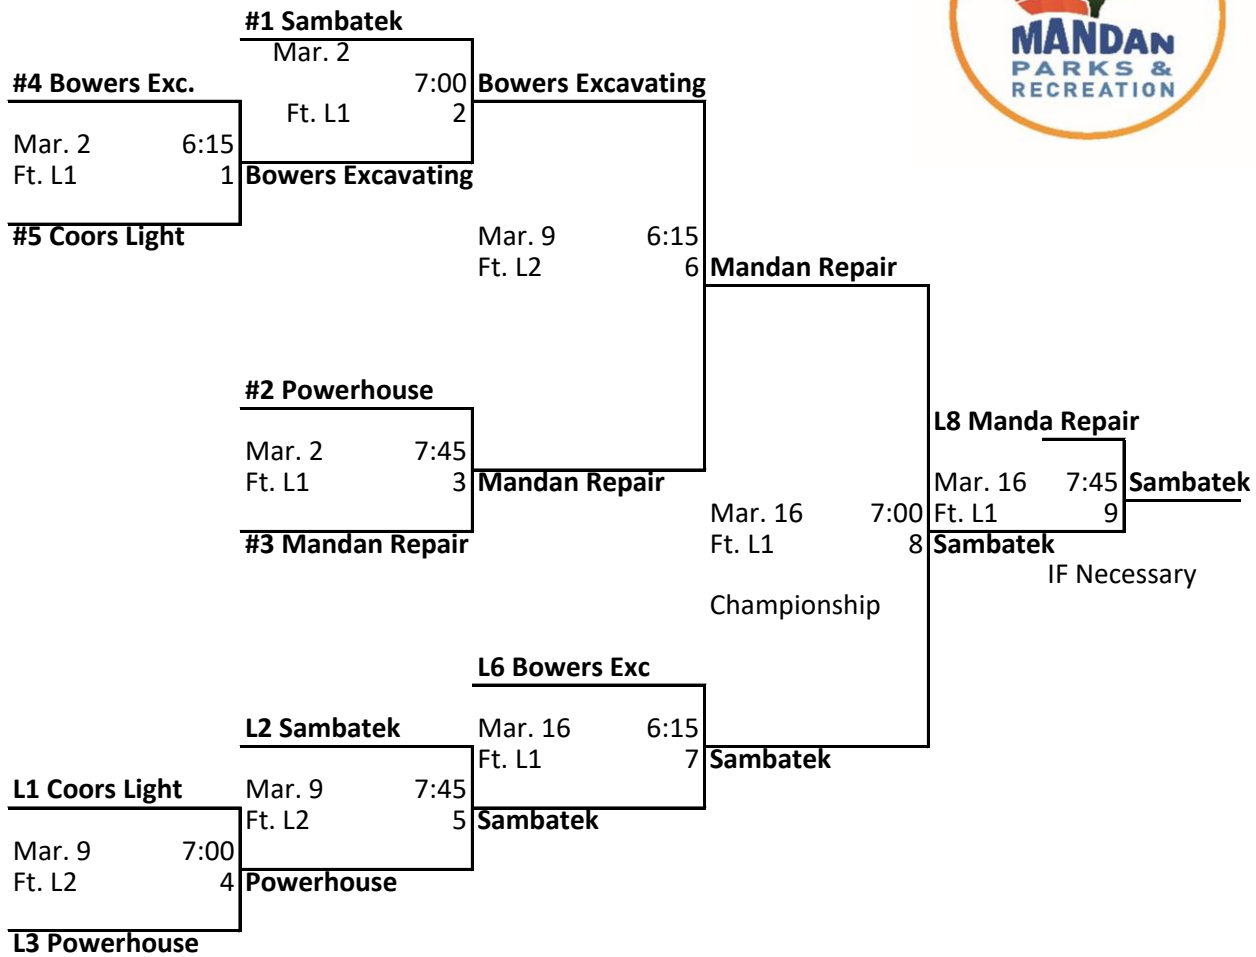 #1 Sambatek
Mar. 2
#4 Bowers Exc.
7:00 Bowers Excavating
Ft. L1 2
Mar. 2 6:15
Ft. L1 1 Bowers Excavating
#5 Coors Light
MANDAN
PARKS &
RECREATION
Mar. 9 6:15
Ft. L2 6 Mandan Repair
#2 Powerhouse
Mar. 2 7:45
Ft. L1 3 Mandan Repair
#3 Mandan Repair
L8 Manda Repair
Mar. 16 7:45 Sambatek
Ft. L1 9
Mar. 16 7:00
Ft. L1 8 Sambatek
IF Necessary
Championship
L6 Bowers Exc
L2 Sambatek
Mar. 16 6:15
Ft. L1 7 Sambatek
L1 Coors Light
Mar. 9 7:45
Ft. L2 5 Sambatek
Mar. 9 7:00
Ft. L2 4 Powerhouse
L3 Powerhouse